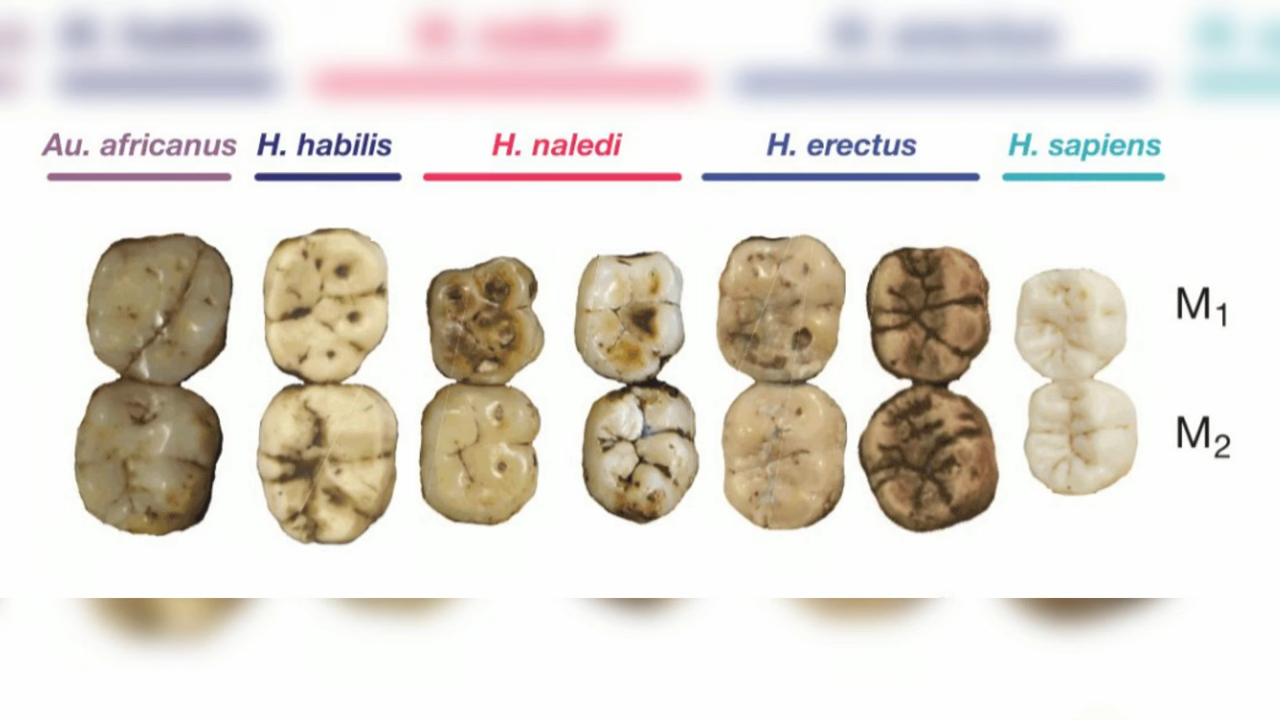 Au. africanus H. habilis H. naledi H. erectus H. sapiens
M₁
M₂